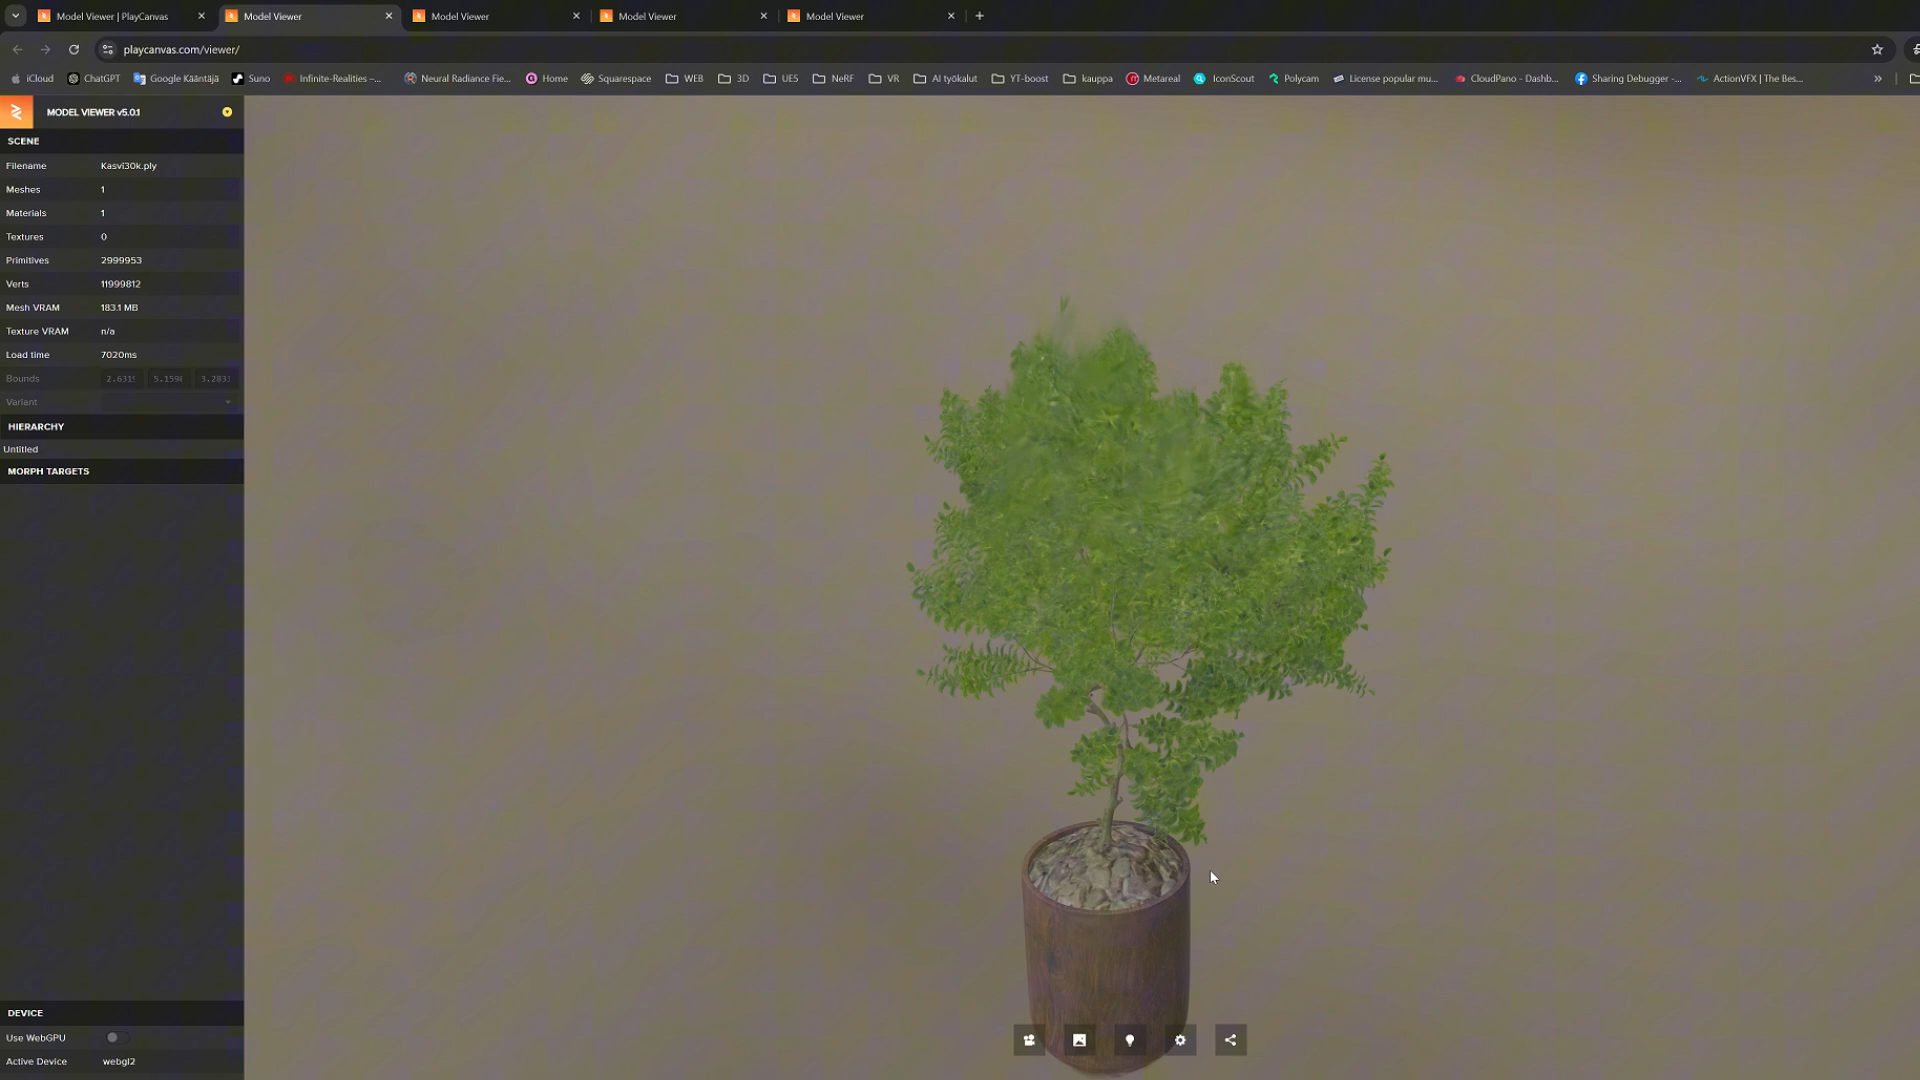 Model Viewer | PlayCanvas
Model Viewer
Model Viewer
Model Viewer
Model Viewer
playcanvas.com/viewer/
iCloud
ChatGPT
Google Kääntäjä
Suno
Infinite-Realities –...
Neural Radiance Fie...
Home
Squarespace
WEB
3D
UE5
NeRF
VR
AI työkalut
YT-boost
kauppa
Metareal
IconScout
Polycam
License popular mu...
CloudPano - Dashb...
Sharing Debugger -...
ActionVFX | The Bes...
MODEL VIEWER v5.0.1
SCENE
Filename Kasvi30k.ply
Meshes 1
Materials 1
Textures 0
Primitives 2999953
Verts 11999812
Mesh VRAM 183.1 MB
Texture VRAM n/a
Load time 7020ms
Bounds
Variant
HIERARCHY
Untitled
MORPH TARGETS
DEVICE
Use WebGPU
Active Device webgl2